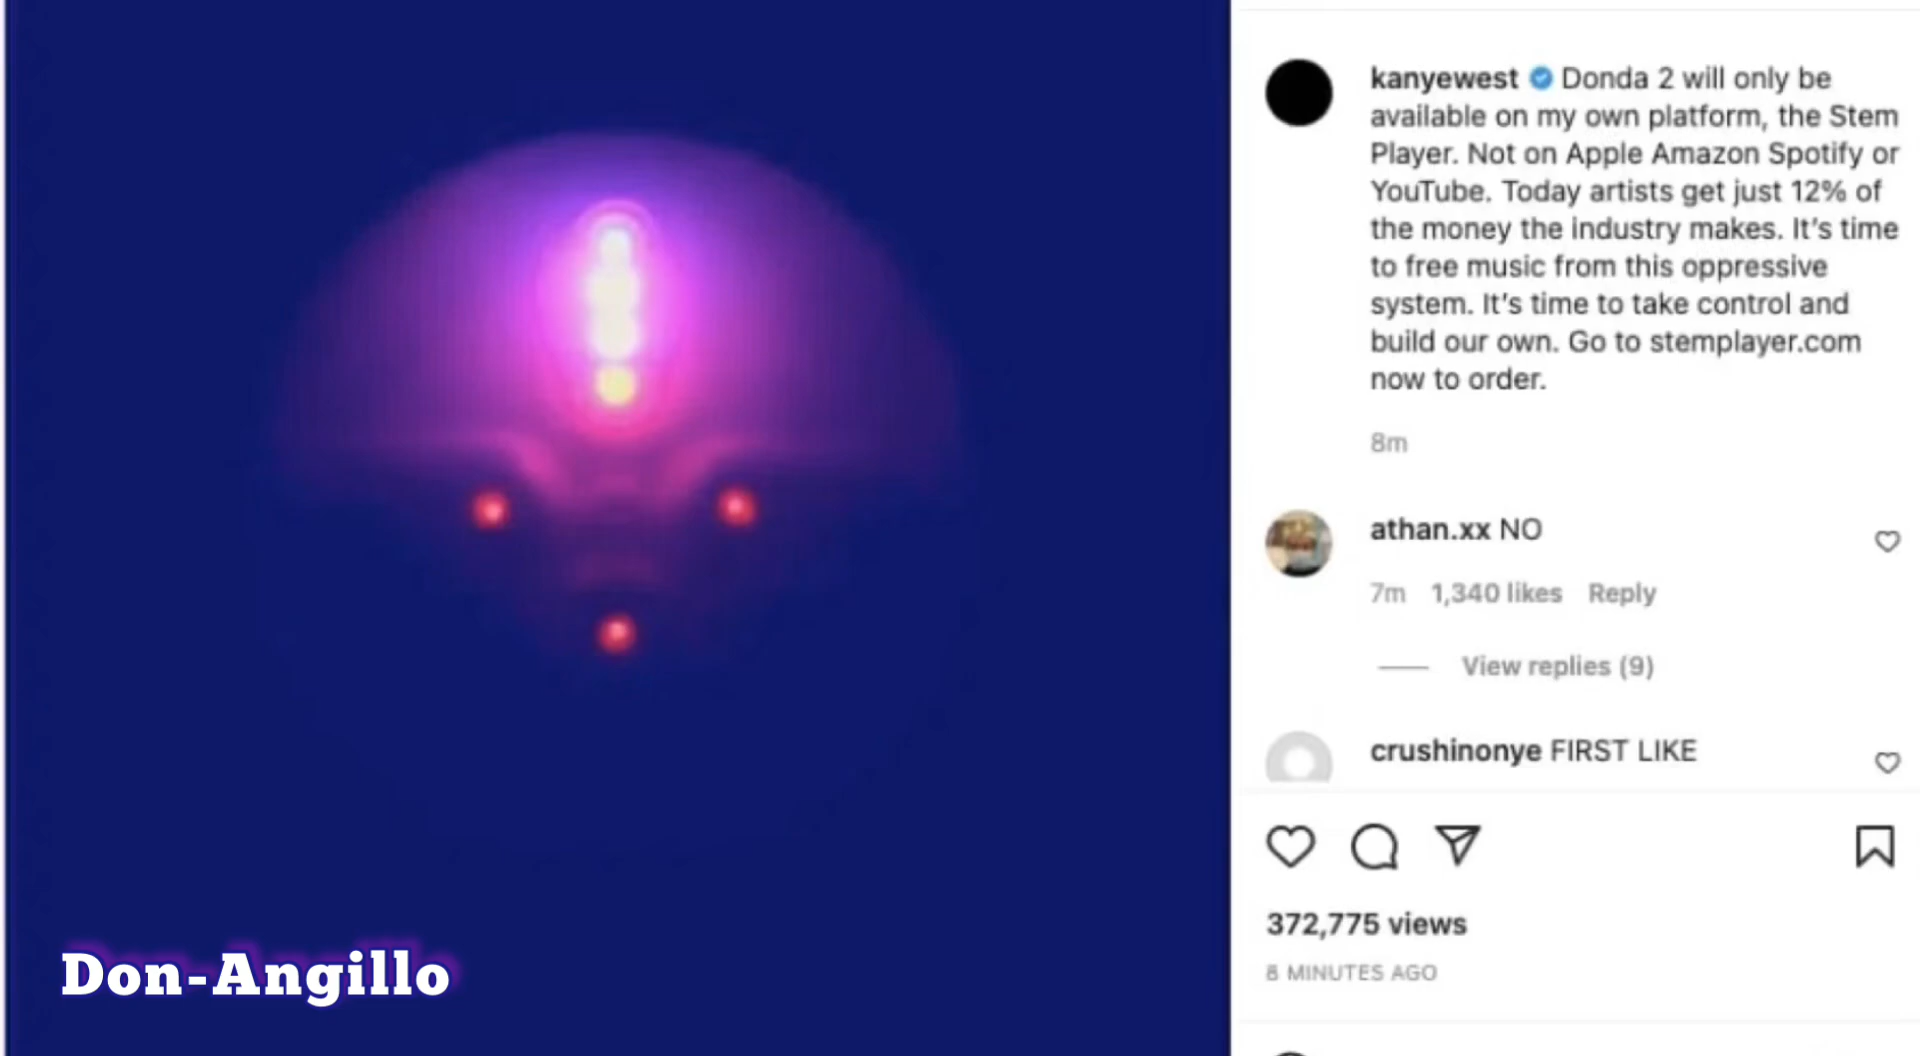 kanyewest Donda 2 will only be
available on my own platform, the Stem
Player. Not on Apple Amazon Spotify or
YouTube. Today artists get just 12% of
the money the industry makes. It's time
to free music from this oppressive
system. It's time to take control and
build our own. Go to stemplayer.com
now to order.
8m
athan.xx NO
7m 1,340 likes Reply
View replies (9)
crushinonye FIRST LIKE
372,775 views
8 MINUTES AGO
Don-Angillo